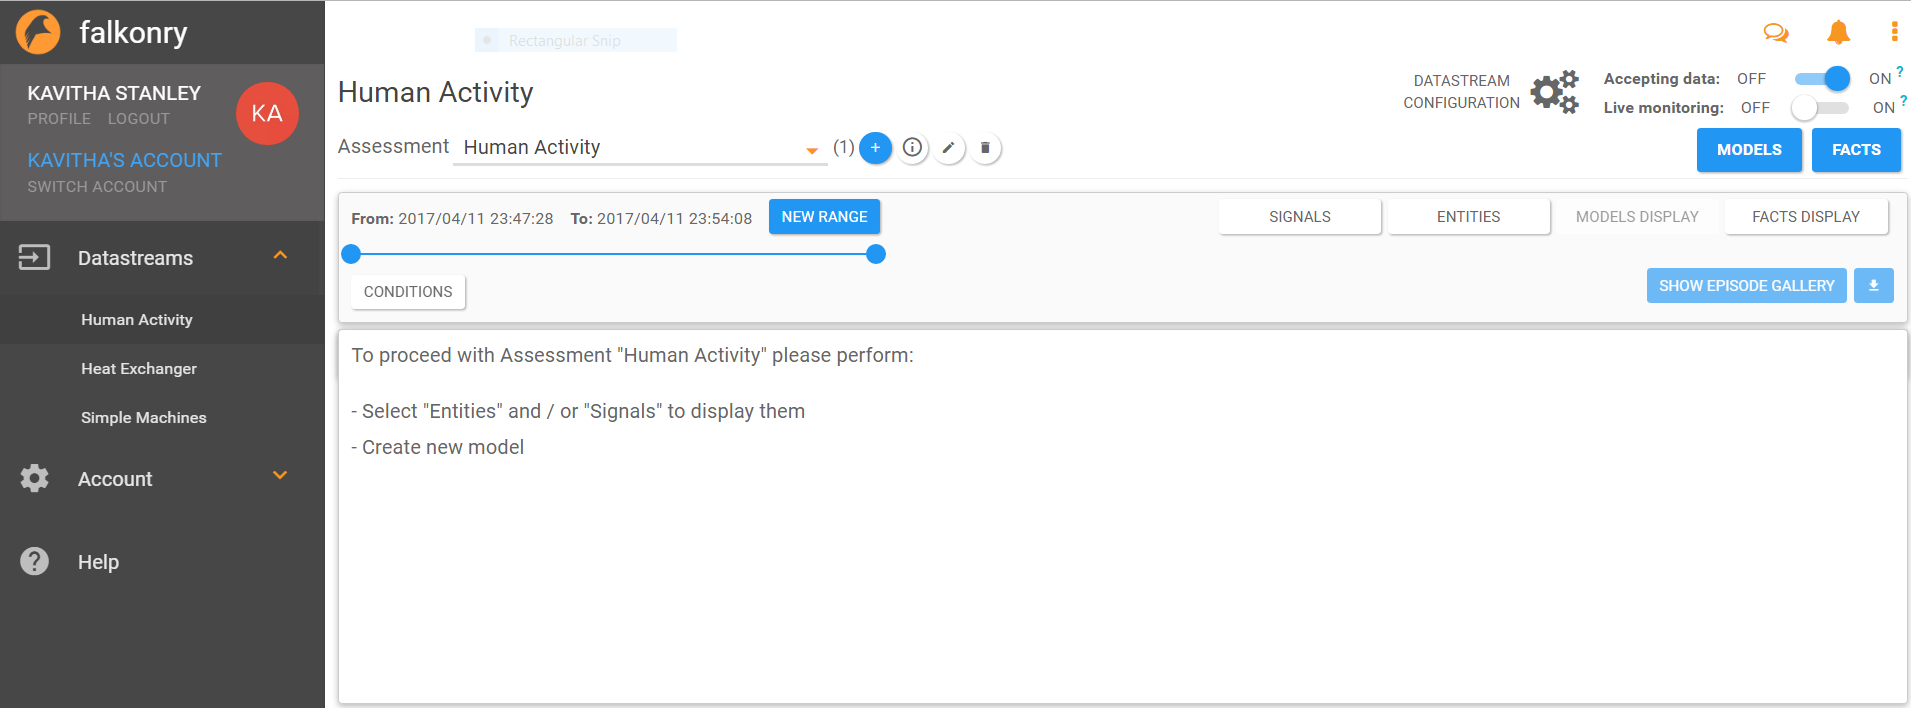 falkonry
KAVITHA STANLEY
PROFILE LOGOUT
KA
KAVITHA'S ACCOUNT
SWITCH ACCOUNT
Datastreams
Human Activity
Heat Exchanger
Simple Machines
Account
? Help
Rectangular Snip
Human Activity
DATASTREAM
CONFIGURATION
Accepting data: OFF ON ?
Live monitoring: OFF ON ?
Assessment Human Activity (1) +
MODELS FACTS
From: 2017/04/11 23:47:28 To: 2017/04/11 23:54:08 NEW RANGE
SIGNALS ENTITIES MODELS DISPLAY FACTS DISPLAY
CONDITIONS
SHOW EPISODE GALLERY
To proceed with Assessment "Human Activity" please perform:
- Select "Entities" and / or "Signals" to display them
- Create new model